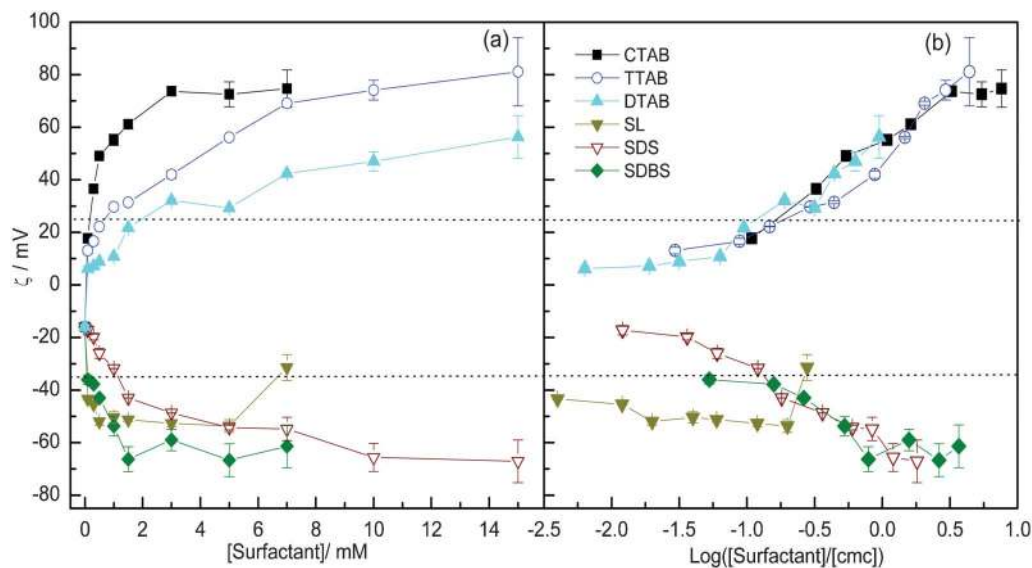 100
80
60
40
20
0
-20
-40
-60
-80
ζ / mV
(a)
0 2 4 6 8 10 12 14
[Surfactant]/ mM
(b)
CTAB
TTAB
DTAB
SL
SDS
SDBS
-2.5 -2.0 -1.5 -1.0 -0.5 0.0 0.5 1.0
Log([Surfactant]/[cmc])